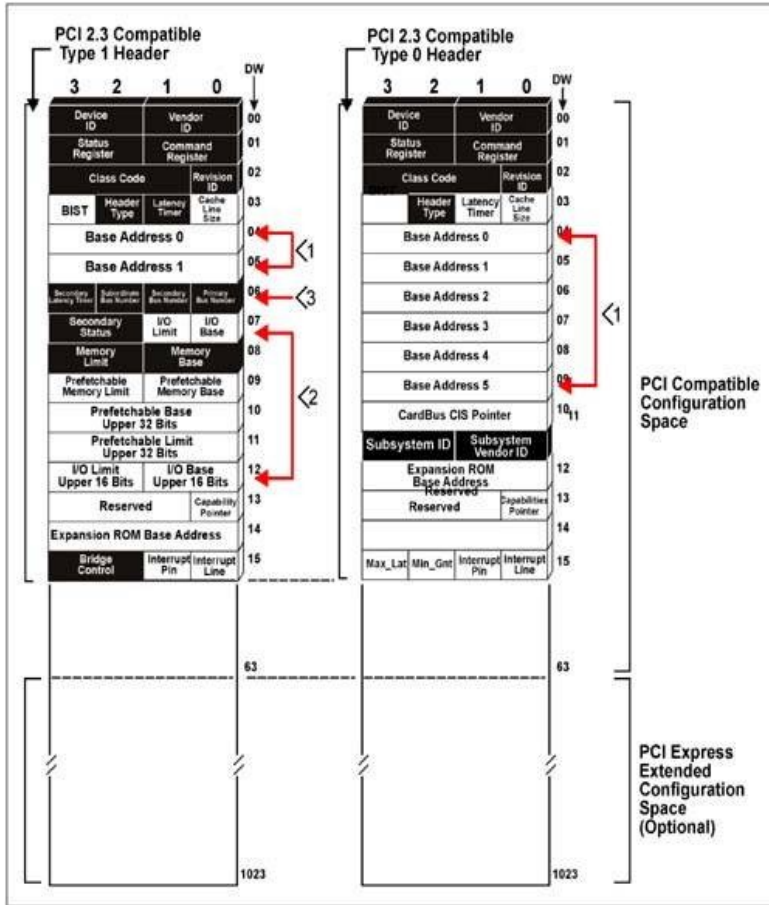 PCI 2.3 Compatible
Type 1 Header
3 2 1 0
DW
Device
ID
Vendor
ID
00
Status
Register
Command
Register
01
Class Code
Revision
ID
02
BIST
Header
Type
Latency
Timer
Cache
Line
Size
03
Base Address 0
04
<1
Base Address 1
05
Secondary
Latency Timer
Subordinate
Bus Number
Secondary
Bus Number
Primary
Bus Number
06
<3
Secondary
Status
I/O
Limit
I/O
Base
07
Memory
Limit
Memory
Base
08
Prefetchable
Memory Limit
Prefetchable
Memory Base
09
<2
Prefetchable Base
Upper 32 Bits
10
Prefetchable Limit
Upper 32 Bits
11
I/O Limit
Upper 16 Bits
I/O Base
Upper 16 Bits
12
Reserved
Capability
Pointer
13
Expansion ROM Base Address
14
Bridge
Control
Interrupt
Pin
Interrupt
Line
15
63
1023
PCI 2.3 Compatible
Type 0 Header
3 2 1 0
DW
Device
ID
Vendor
ID
00
Status
Register
Command
Register
01
Class Code
Revision
ID
02
BIST
Header
Type
Latency
Timer
Cache
Line
Size
03
Base Address 0
04
Base Address 1
05
Base Address 2
06
Base Address 3
07
<1
Base Address 4
08
Base Address 5
09
CardBus CIS Pointer
10
11
Subsystem ID
Subsystem
Vendor ID
Expansion ROM
Base Address
12
Reserved
Reserved
Capabilities
Pointer
13
14
Max_Lat
Min_Gnt
Interrupt
Pin
Interrupt
Line
15
63
1023
PCI Compatible
Configuration
Space
PCI Express
Extended
Configuration
Space
(Optional)